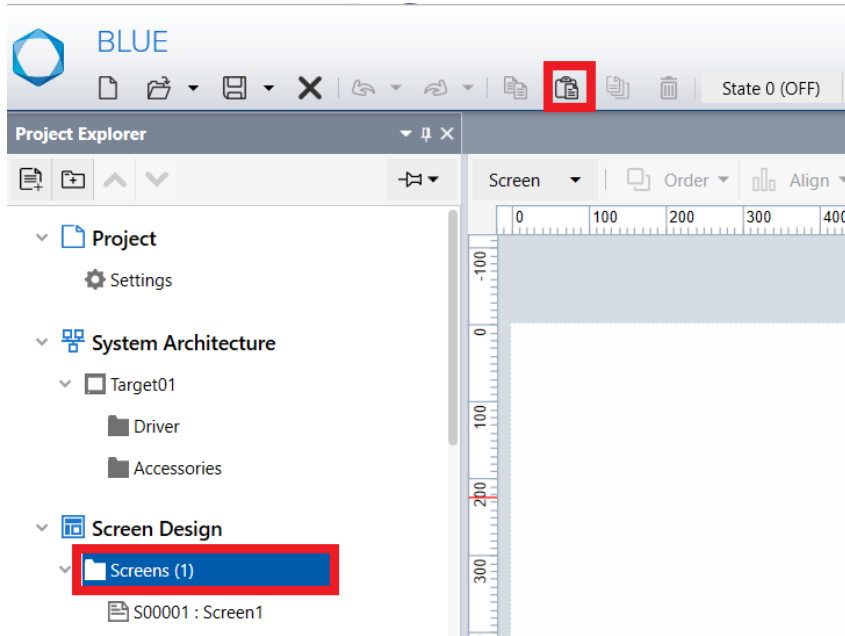 BLUE
State 0 (OFF)
Project Explorer
Screen
Order
Align
0 100 200 300 400
Project
Settings
System Architecture
Target01
Driver
Accessories
Screen Design
Screens (1)
S00001 : Screen1
-100
0
100
200
300